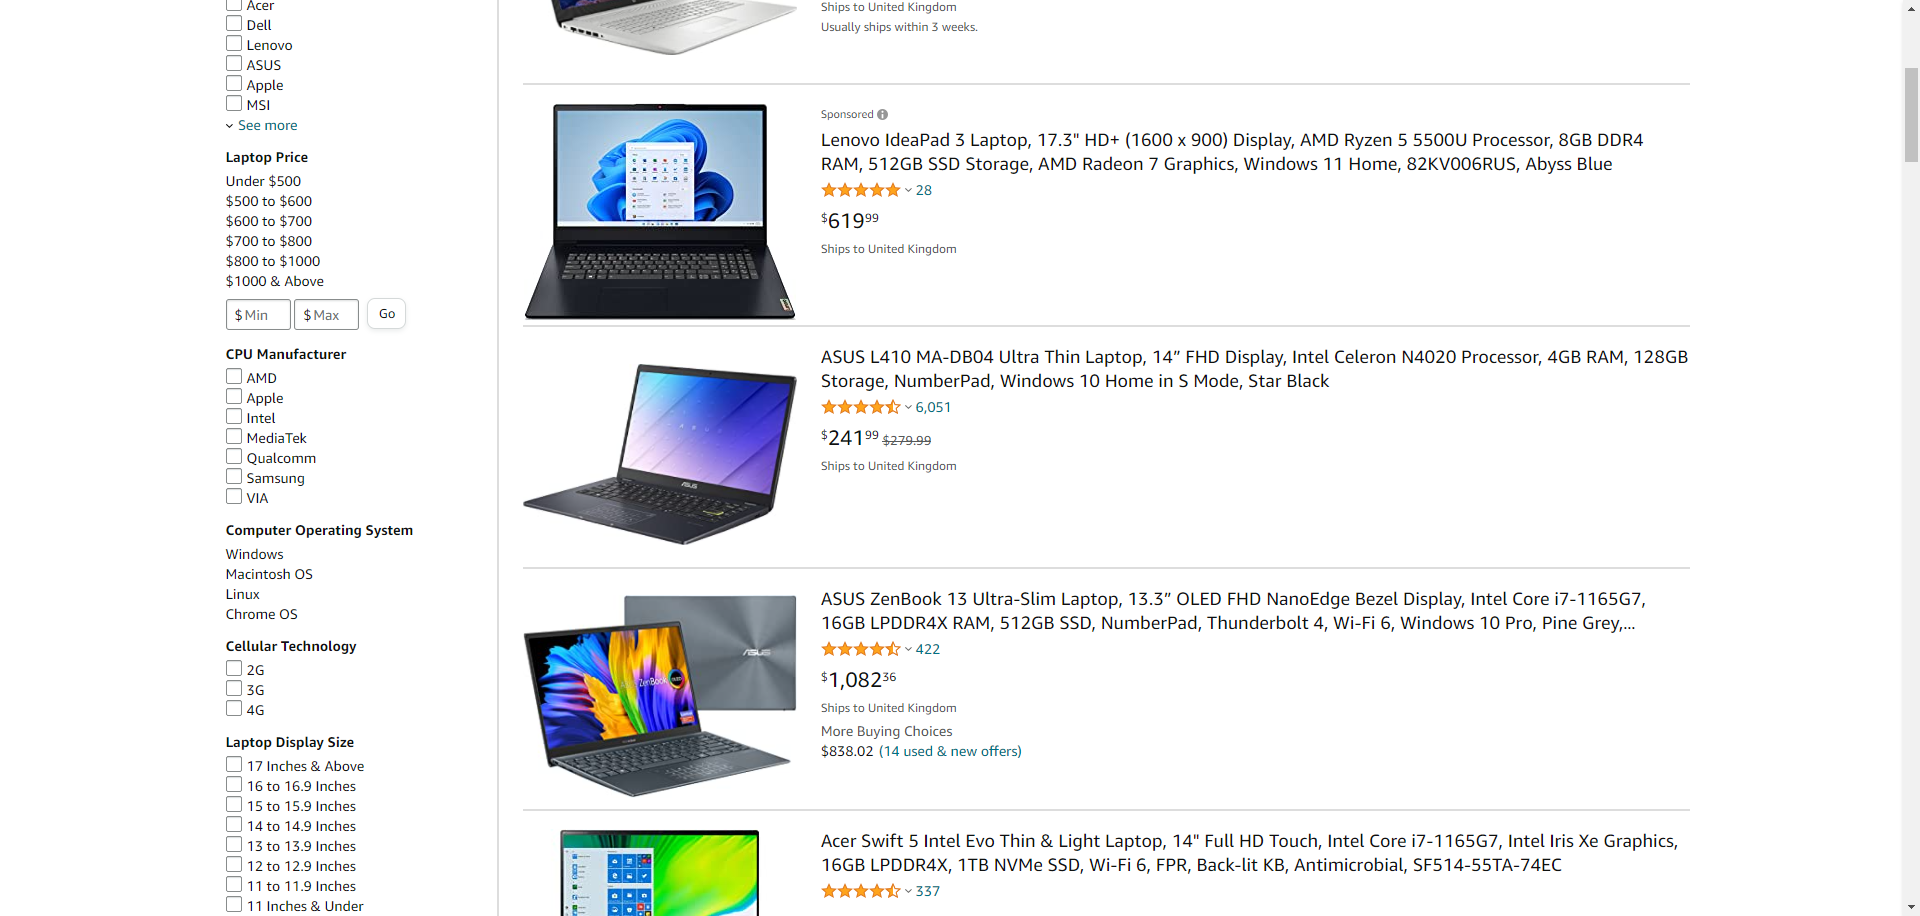 Acer
Dell
Lenovo
ASUS
Apple
MSI
See more
Laptop Price
Under $500
$500 to $600
$600 to $700
$700 to $800
$800 to $1000
$1000 & Above
$ Min $ Max Go
CPU Manufacturer
AMD
Apple
Intel
MediaTek
Qualcomm
Samsung
VIA
Computer Operating System
Windows
Macintosh OS
Linux
Chrome OS
Cellular Technology
2G
3G
4G
Laptop Display Size
17 Inches & Above
16 to 16.9 Inches
15 to 15.9 Inches
14 to 14.9 Inches
13 to 13.9 Inches
12 to 12.9 Inches
11 to 11.9 Inches
11 Inches & Under
Ships to United Kingdom
Usually ships within 3 weeks.
Sponsored
Lenovo IdeaPad 3 Laptop, 17.3" HD+ (1600 x 900) Display, AMD Ryzen 5 5500U Processor, 8GB DDR4
RAM, 512GB SSD Storage, AMD Radeon 7 Graphics, Windows 11 Home, 82KV006RUS, Abyss Blue
28
$619.99
Ships to United Kingdom
ASUS
ASUS L410 MA-DB04 Ultra Thin Laptop, 14” FHD Display, Intel Celeron N4020 Processor, 4GB RAM, 128GB
Storage, NumberPad, Windows 10 Home in S Mode, Star Black
6,051
$241.99 $279.99
Ships to United Kingdom
ASUS
ASUS ZenBook
ASUS ZenBook 13 Ultra-Slim Laptop, 13.3” OLED FHD NanoEdge Bezel Display, Intel Core i7-1165G7,
16GB LPDDR4X RAM, 512GB SSD, NumberPad, Thunderbolt 4, Wi-Fi 6, Windows 10 Pro, Pine Grey,...
422
$1,082.36
Ships to United Kingdom
More Buying Choices
$838.02 (14 used & new offers)
Acer Swift 5 Intel Evo Thin & Light Laptop, 14" Full HD Touch, Intel Core i7-1165G7, Intel Iris Xe Graphics,
16GB LPDDR4X, 1TB NVMe SSD, Wi-Fi 6, FPR, Back-lit KB, Antimicrobial, SF514-55TA-74EC
337